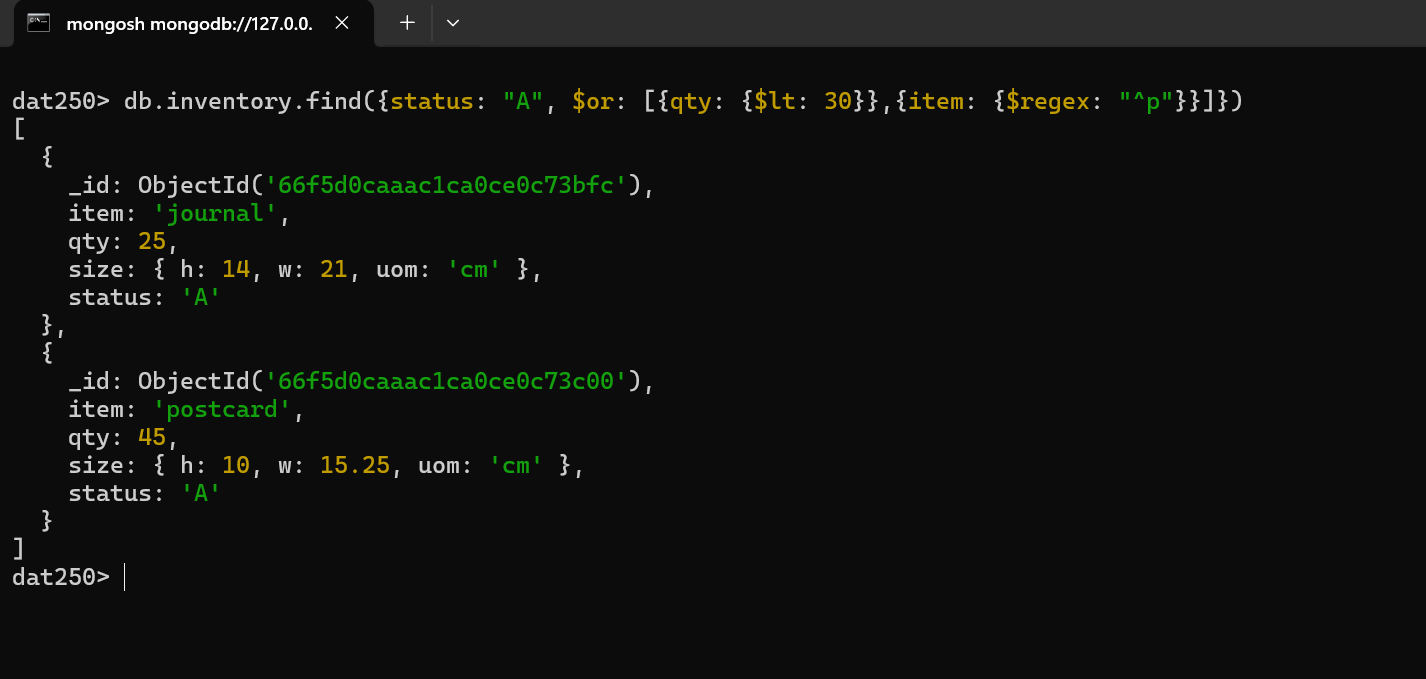 mongosh mongodb://127.0.0.
dat250> db.inventory.find({status: "A", $or: [{qty: {$lt: 30}},{item: {$regex: "^p"}}]})
[
  {
    _id: ObjectId('66f5d0caaac1ca0ce0c73bfc'),
    item: 'journal',
    qty: 25,
    size: { h: 14, w: 21, uom: 'cm' },
    status: 'A'
  },
  {
    _id: ObjectId('66f5d0caaac1ca0ce0c73c00'),
    item: 'postcard',
    qty: 45,
    size: { h: 10, w: 15.25, uom: 'cm' },
    status: 'A'
  }
]
dat250>